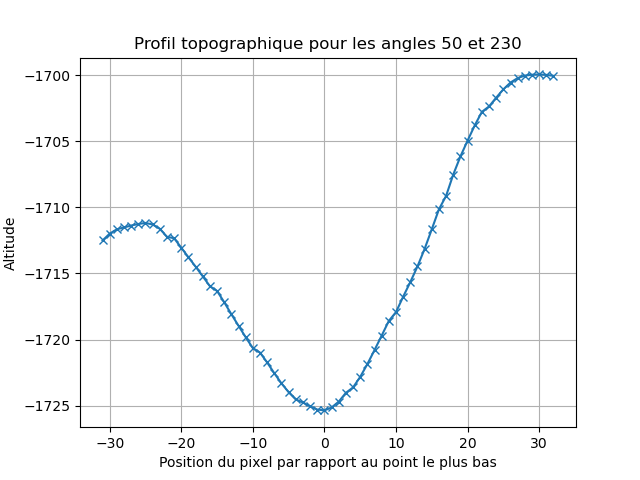 Profil topographique pour les angles 50 et 230
−1700
−1705
−1710
−1715
−1720
−1725
Altitude
−30 −20 −10 0 10 20 30
Position du pixel par rapport au point le plus bas